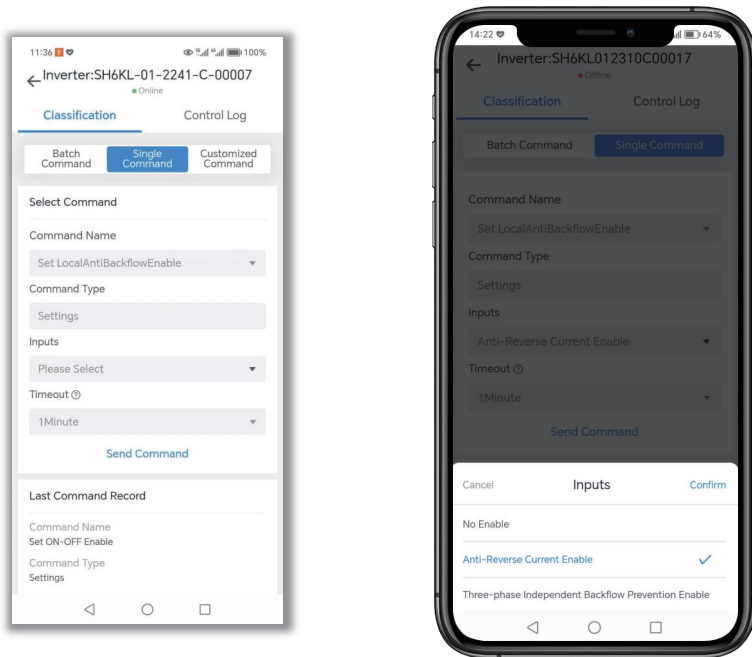 11:36 100%
Inverter:SH6KL-01-2241-C-00007
Online
Classification Control Log
Batch Command Single Command Customized Command
Select Command
Command Name
Set LocalAntiBackflowEnable
Command Type
Settings
Inputs
Please Select
Timeout ?
1Minute
Send Command
Last Command Record
Command Name
Set ON-OFF Enable
Command Type
Settings
14:22 64%
Inverter:SH6KL012310C00017
Offline
Classification Control Log
Batch Command Single Command
Command Name
Set LocalAntiBackflowEnable
Command Type
Settings
Inputs
Anti-Reverse Current Enable
Timeout ?
1Minute
Send Command
Cancel Inputs Confirm
No Enable
Anti-Reverse Current Enable
Three-phase Independent Backflow Prevention Enable